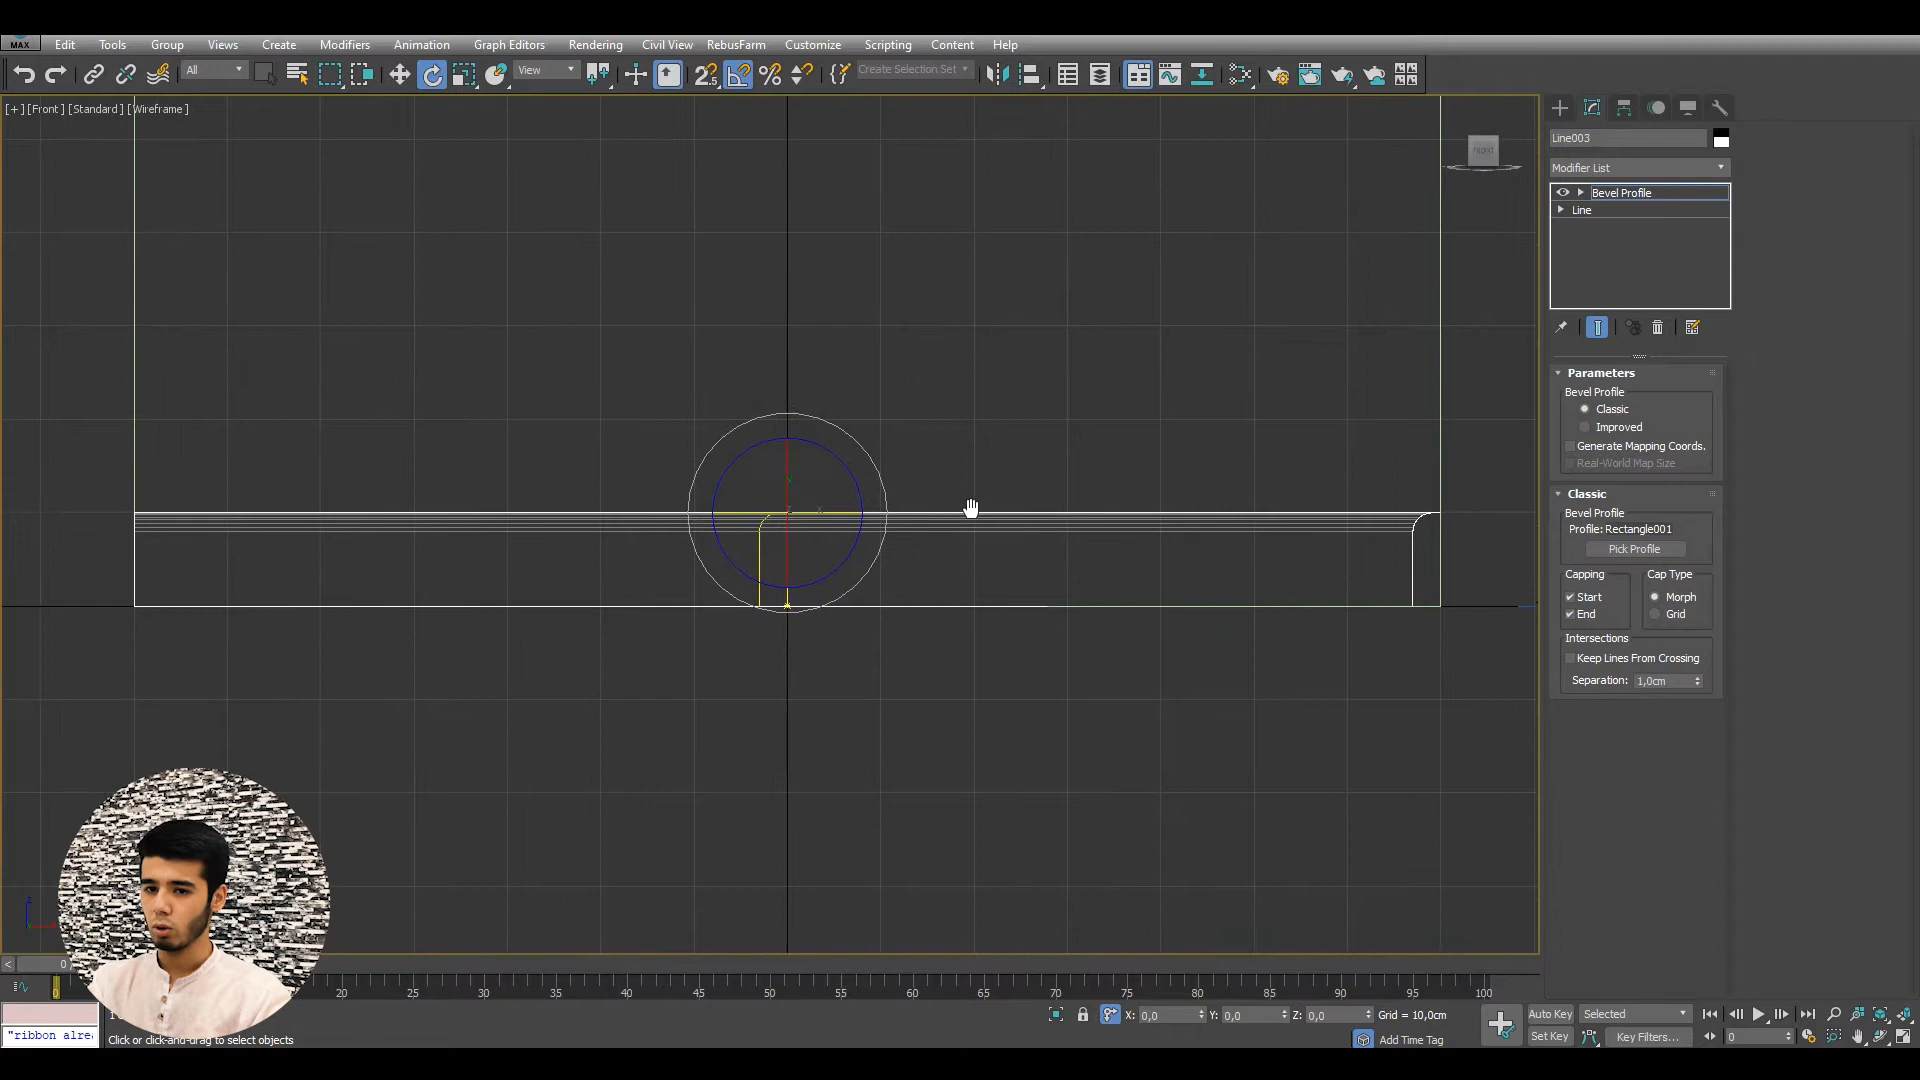 MAX Edit Tools Group Views Create Modifiers Animation Graph Editors Rendering Civil View RebusFarm Customize Scripting Content Help
All View Create Selection Set
[+] [Front] [Standard] [Wireframe]
FRONT
Line003
Modifier List
Bevel Profile
Line
Parameters
Bevel Profile
Classic
Improved
Generate Mapping Coords.
Real-World Map Size
Classic
Bevel Profile
Profile: Rectangle001
Pick Profile
Capping Cap Type
Start Morph
End Grid
Intersections
Keep Lines From Crossing
Separation: 1,0cm
y
x
z
< 0
0 20 25 30 35 40 45 50 55 60 65 70 75 80 85 90 95 100
X: 0,0 Y: 0,0 Z: 0,0 Grid = 10,0cm Auto Key Selected
"ribbon alre Click or click-and-drag to select objects Add Time Tag Set Key Key Filters... 0